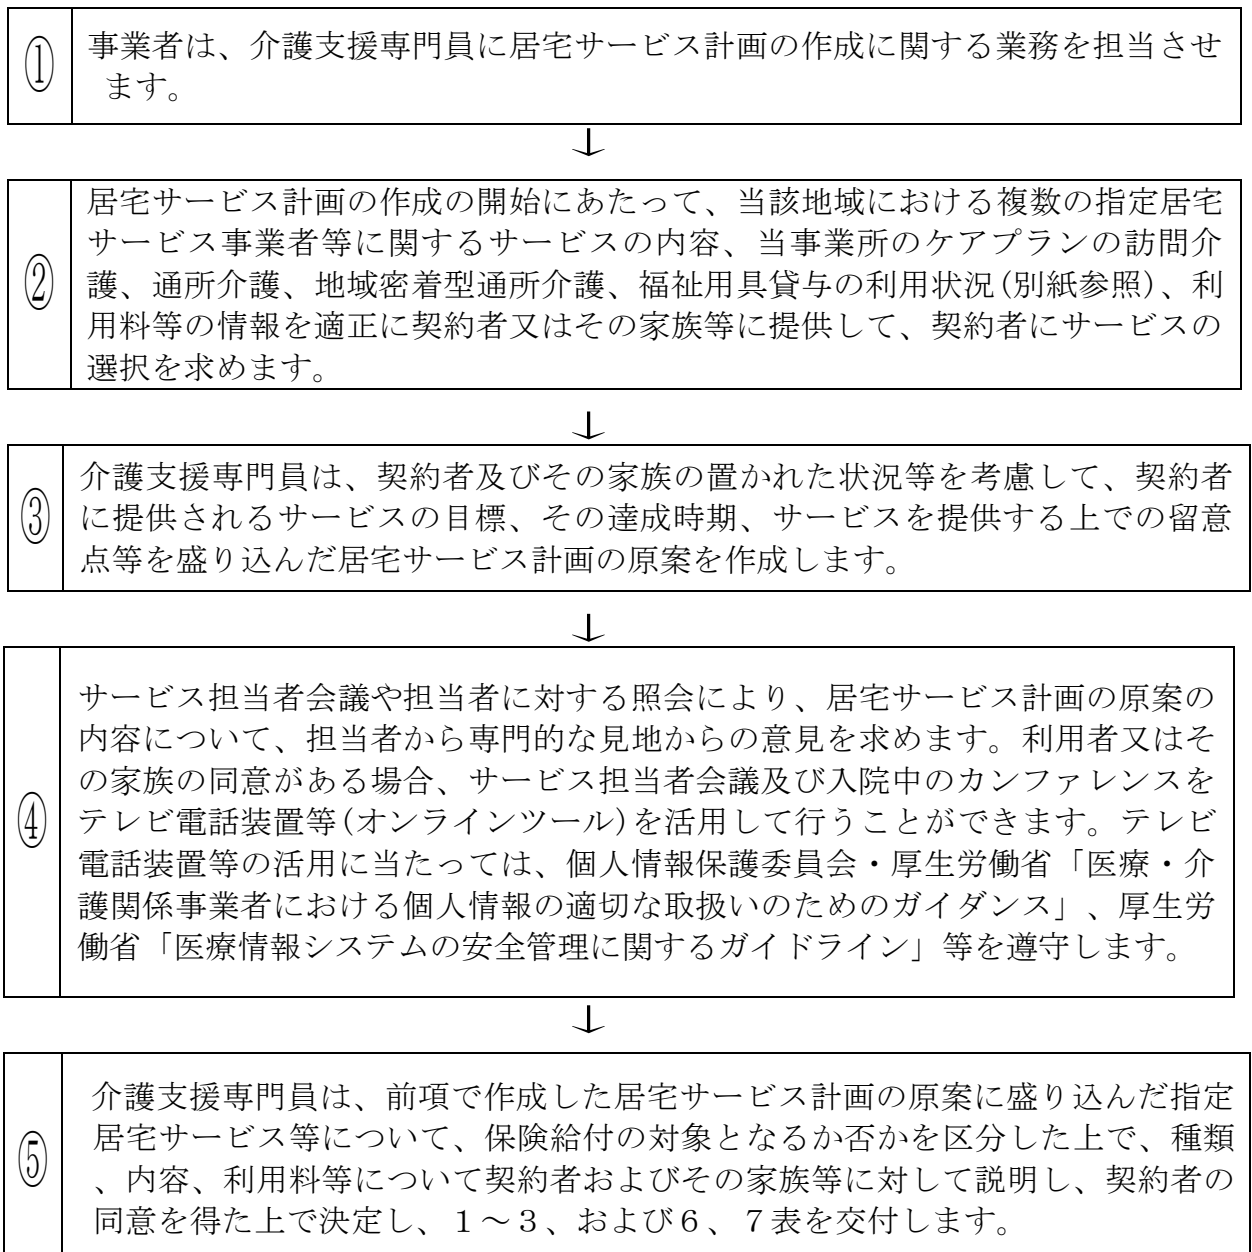 ①
事業者は、介護支援専門員に居宅サービス計画の作成に関する業務を担当させ
ます。
↓
②
居宅サービス計画の作成の開始にあたって、当該地域における複数の指定居宅
サービス事業者等に関するサービスの内容、当事業所のケアプランの訪問介
護、通所介護、地域密着型通所介護、福祉用具貸与の利用状況(別紙参照)、利
用料等の情報を適正に契約者又はその家族等に提供して、契約者にサービスの
選択を求めます。
↓
③
介護支援専門員は、契約者及びその家族の置かれた状況等を考慮して、契約者
に提供されるサービスの目標、その達成時期、サービスを提供する上での留意
点等を盛り込んだ居宅サービス計画の原案を作成します。
↓
④
サービス担当者会議や担当者に対する照会により、居宅サービス計画の原案の
内容について、担当者から専門的な見地からの意見を求めます。利用者又はそ
の家族の同意がある場合、サービス担当者会議及び入院中のカンファレンスを
テレビ電話装置等(オンラインツール)を活用して行うことができます。テレビ
電話装置等の活用に当たっては、個人情報保護委員会・厚生労働省「医療・介
護関係事業者における個人情報の適切な取扱いのためのガイダンス」、厚生労
働省「医療情報システムの安全管理に関するガイドライン」等を遵守します。
↓
⑤
介護支援専門員は、前項で作成した居宅サービス計画の原案に盛り込んだ指定
居宅サービス等について、保険給付の対象となるか否かを区分した上で、種類
、内容、利用料等について契約者およびその家族等に対して説明し、契約者の
同意を得た上で決定し、１～３、および６、７表を交付します。